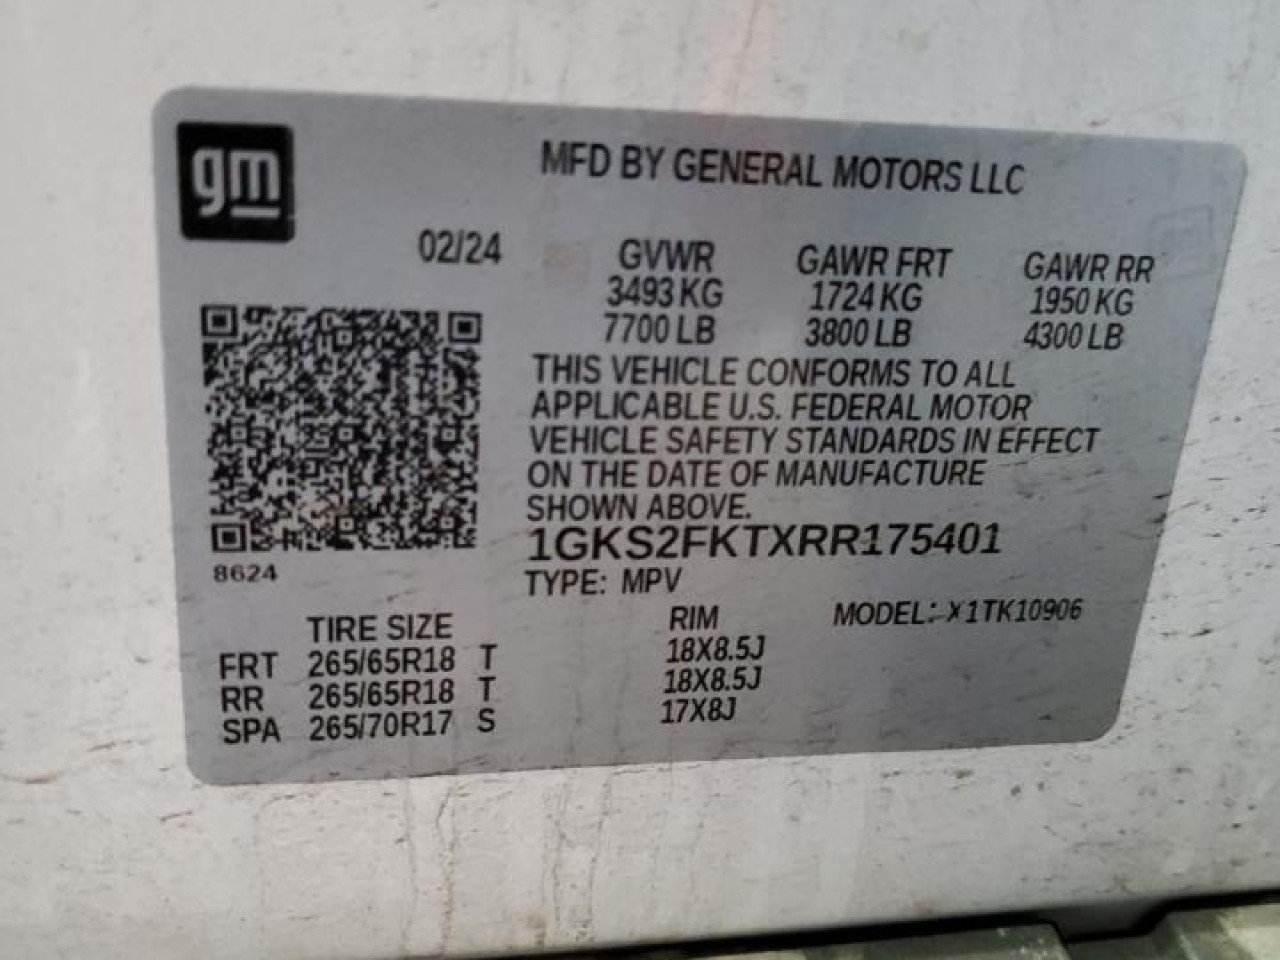 gm
MFD BY GENERAL MOTORS LLC
02/24
GVWR GAWR FRT GAWR RR
3493 KG 1724 KG 1950 KG
7700 LB 3800 LB 4300 LB
THIS VEHICLE CONFORMS TO ALL
APPLICABLE U.S. FEDERAL MOTOR
VEHICLE SAFETY STANDARDS IN EFFECT
ON THE DATE OF MANUFACTURE
SHOWN ABOVE.
1GKS2FKTXRR175401
8624
TYPE: MPV
TIRE SIZE RIM MODEL: X1TK10906
FRT 265/65R18 T 18X8.5J
RR 265/65R18 T 18X8.5J
SPA 265/70R17 S 17X8J